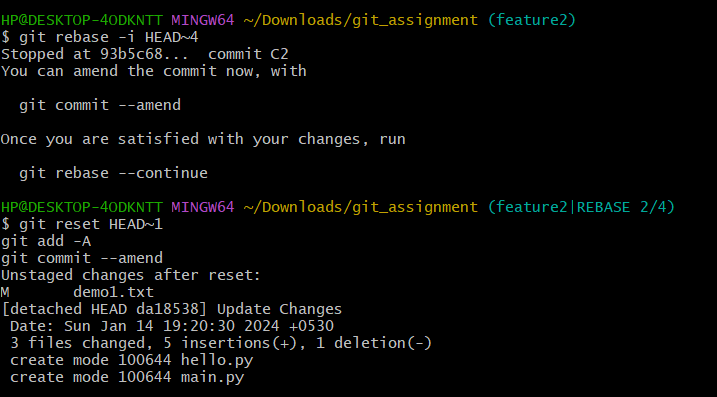 HP@DESKTOP-4ODKNTT MINGW64 ~/Downloads/git_assignment (feature2)
$ git rebase -i HEAD~4
Stopped at 93b5c68...  commit C2
You can amend the commit now, with

  git commit --amend

Once you are satisfied with your changes, run

  git rebase --continue

HP@DESKTOP-4ODKNTT MINGW64 ~/Downloads/git_assignment (feature2|REBASE 2/4)
$ git reset HEAD~1
git add -A
git commit --amend
Unstaged changes after reset:
M       demo1.txt
[detached HEAD da18538] Update Changes
 Date: Sun Jan 14 19:20:30 2024 +0530
 3 files changed, 5 insertions(+), 1 deletion(-)
 create mode 100644 hello.py
 create mode 100644 main.py